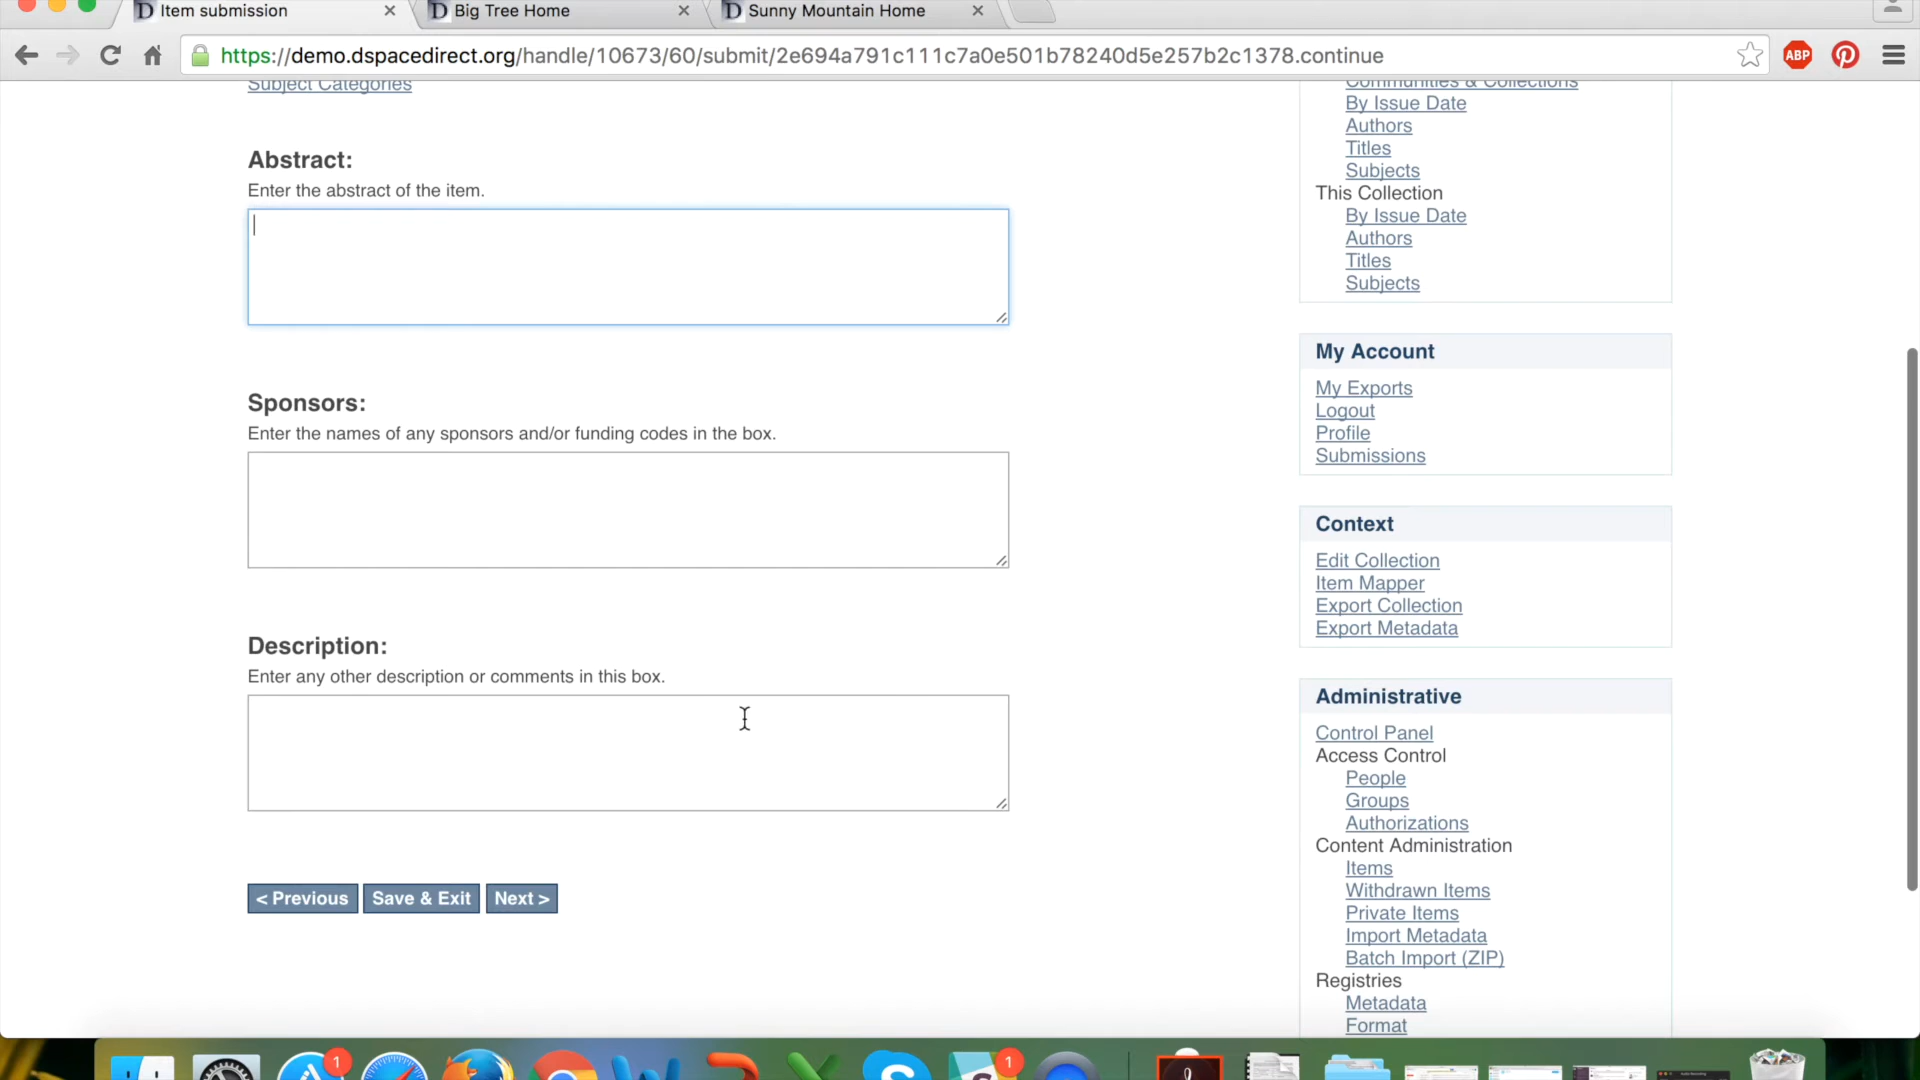 Item submission
Big Tree Home
Sunny Mountain Home
https://demo.dspacedirect.org/handle/10673/60/submit/2e694a791c111c7a0e501b78240d5e257b2c1378.continue
ABP
Subject Categories
Abstract:
Enter the abstract of the item.
Sponsors:
Enter the names of any sponsors and/or funding codes in the box.
Description:
Enter any other description or comments in this box.
< Previous
Save & Exit
Next >
Communities & Collections
By Issue Date
Authors
Titles
Subjects
This Collection
By Issue Date
Authors
Titles
Subjects
My Account
My Exports
Logout
Profile
Submissions
Context
Edit Collection
Item Mapper
Export Collection
Export Metadata
Administrative
Control Panel
Access Control
People
Groups
Authorizations
Content Administration
Items
Withdrawn Items
Private Items
Import Metadata
Batch Import (ZIP)
Registries
Metadata
Format
1
1